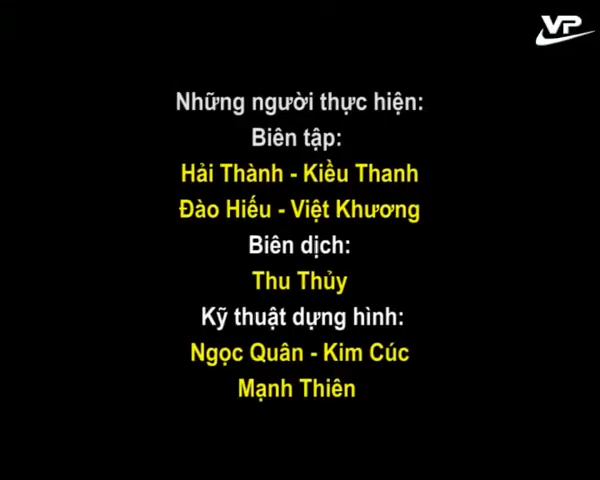 VP
Những người thực hiện:
Biên tập:
Hải Thành - Kiều Thanh
Đào Hiếu - Việt Khương
Biên dịch:
Thu Thủy
Kỹ thuật dựng hình:
Ngọc Quân - Kim Cúc
Mạnh Thiên